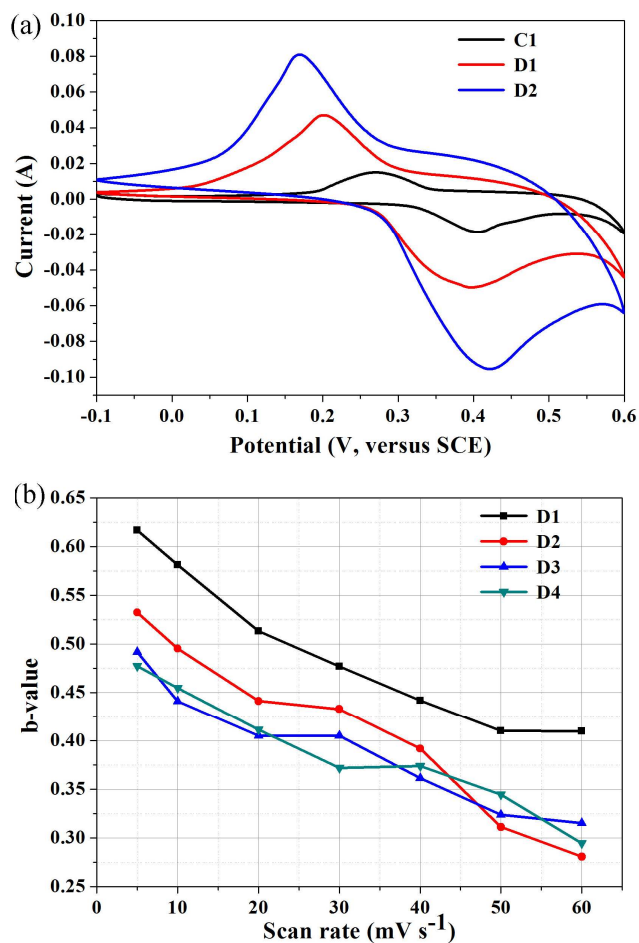 (a)
0.10
0.08
0.06
0.04
0.02
0.00
-0.02
-0.04
-0.06
-0.08
-0.10
Current (A)
C1
D1
D2
-0.1 0.0 0.1 0.2 0.3 0.4 0.5 0.6
Potential (V, versus SCE)
(b)
0.65
0.60
0.55
0.50
0.45
0.40
0.35
0.30
0.25
b-value
D1
D2
D3
D4
0 10 20 30 40 50 60
Scan rate (mV s⁻¹)